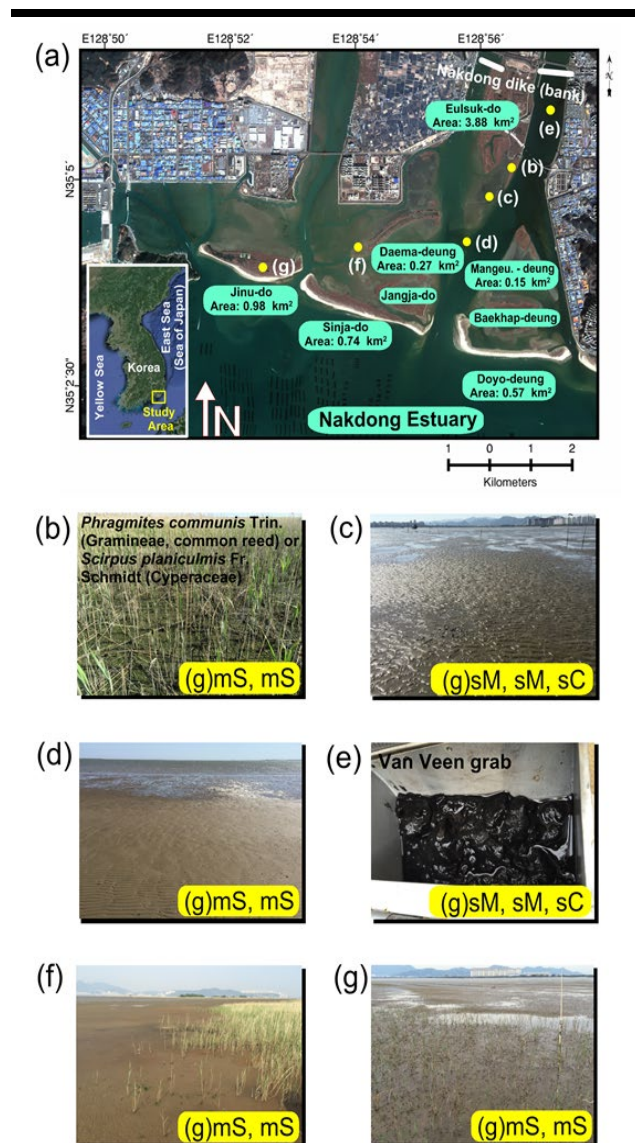 E128°50'
E128°52'
E128°54'
E128°56'
(a)
Nakdong dike (bank)
Eulsuk-do
Area: 3.88 km²
(e)
(b)
N35°5'
(c)
(d)
Daema-deung
Area: 0.27 km²
(f)
Mangeu. - deung
Area: 0.15 km²
(g)
Jinu-do
Area: 0.98 km²
Jangja-do
Sinja-do
Area: 0.74 km²
Baekhap-deung
Doyo-deung
Area: 0.57 km²
N35°2'30"
Yellow Sea
Korea
East Sea
(Sea of Japan)
Study
Area
N
Nakdong Estuary
1 0 1 2
Kilometers
(b)
Phragmites communis Trin.
(Gramineae, common reed) or
Scirpus planiculmis Fr.
Schmidt (Cyperaceae)
(g)mS, mS
(c)
(g)sM, sM, sC
(d)
(g)mS, mS
(e)
Van Veen grab
(g)sM, sM, sC
(f)
(g)mS, mS
(g)
(g)mS, mS